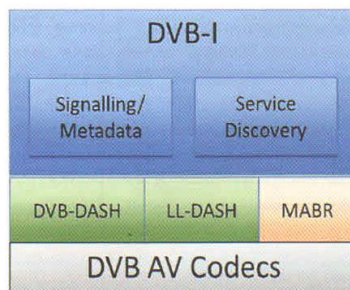 DVB-I
Signalling/
Metadata
Service
Discovery
DVB-DASH
LL-DASH
MABR
DVB AV Codecs